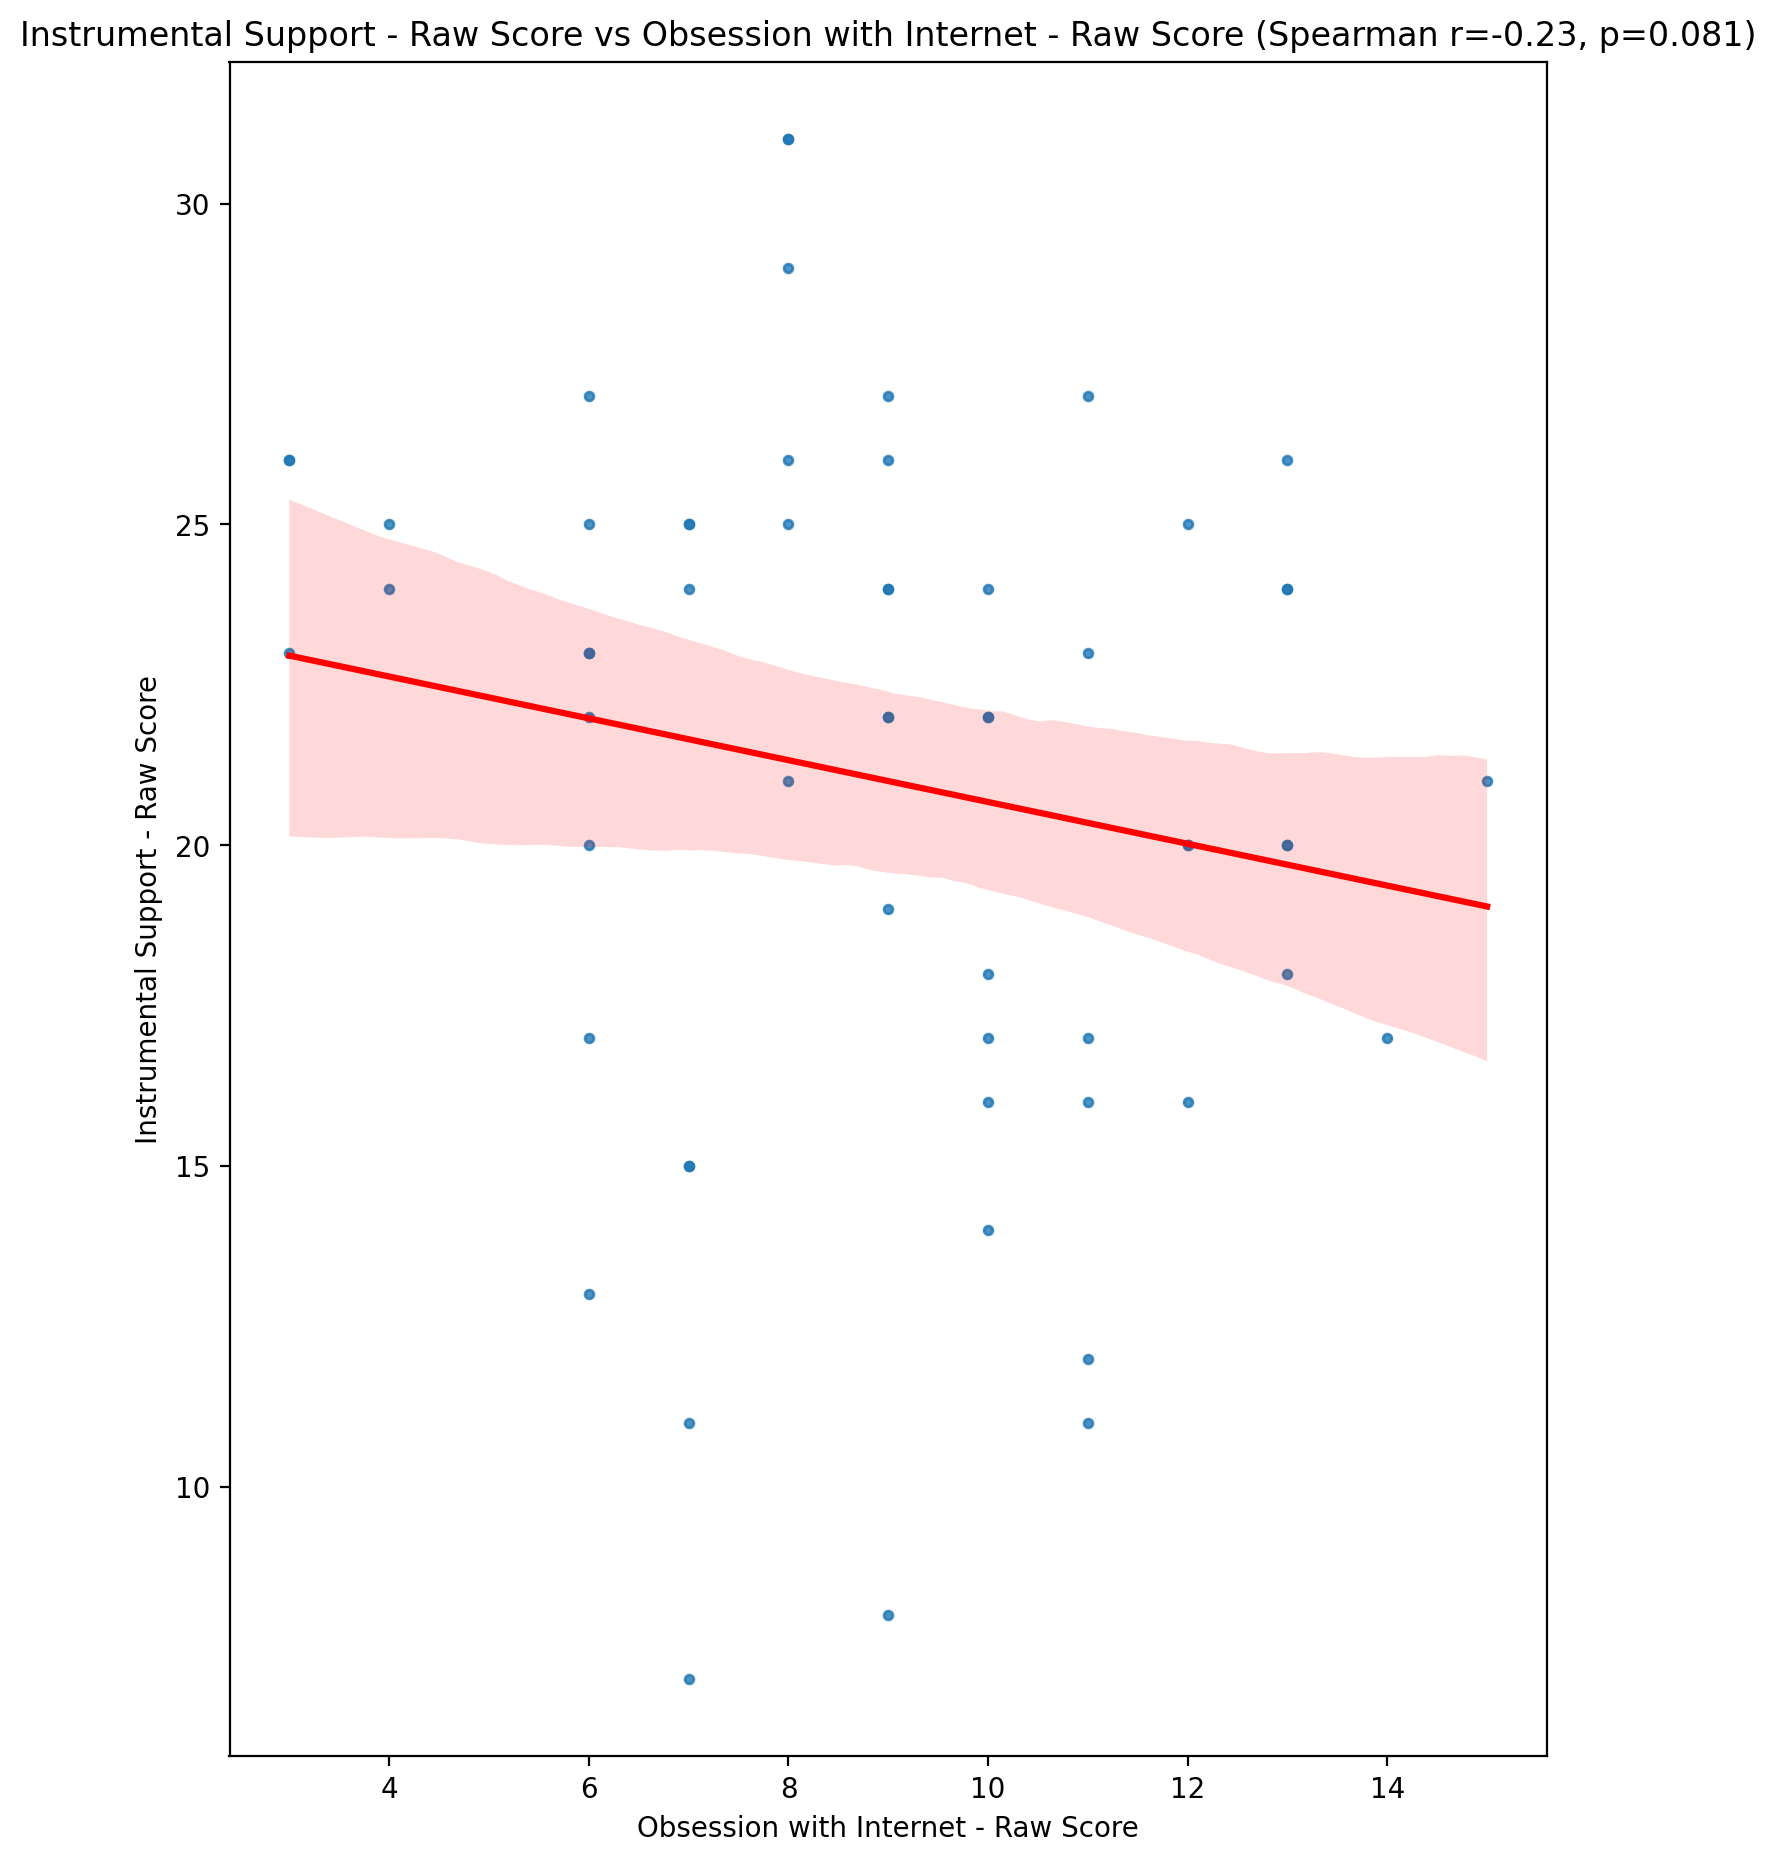 Instrumental Support - Raw Score vs Obsession with Internet - Raw Score (Spearman r=-0.23, p=0.081)
30
25
20
15
10
Instrumental Support - Raw Score
4 6 8 10 12 14
Obsession with Internet - Raw Score